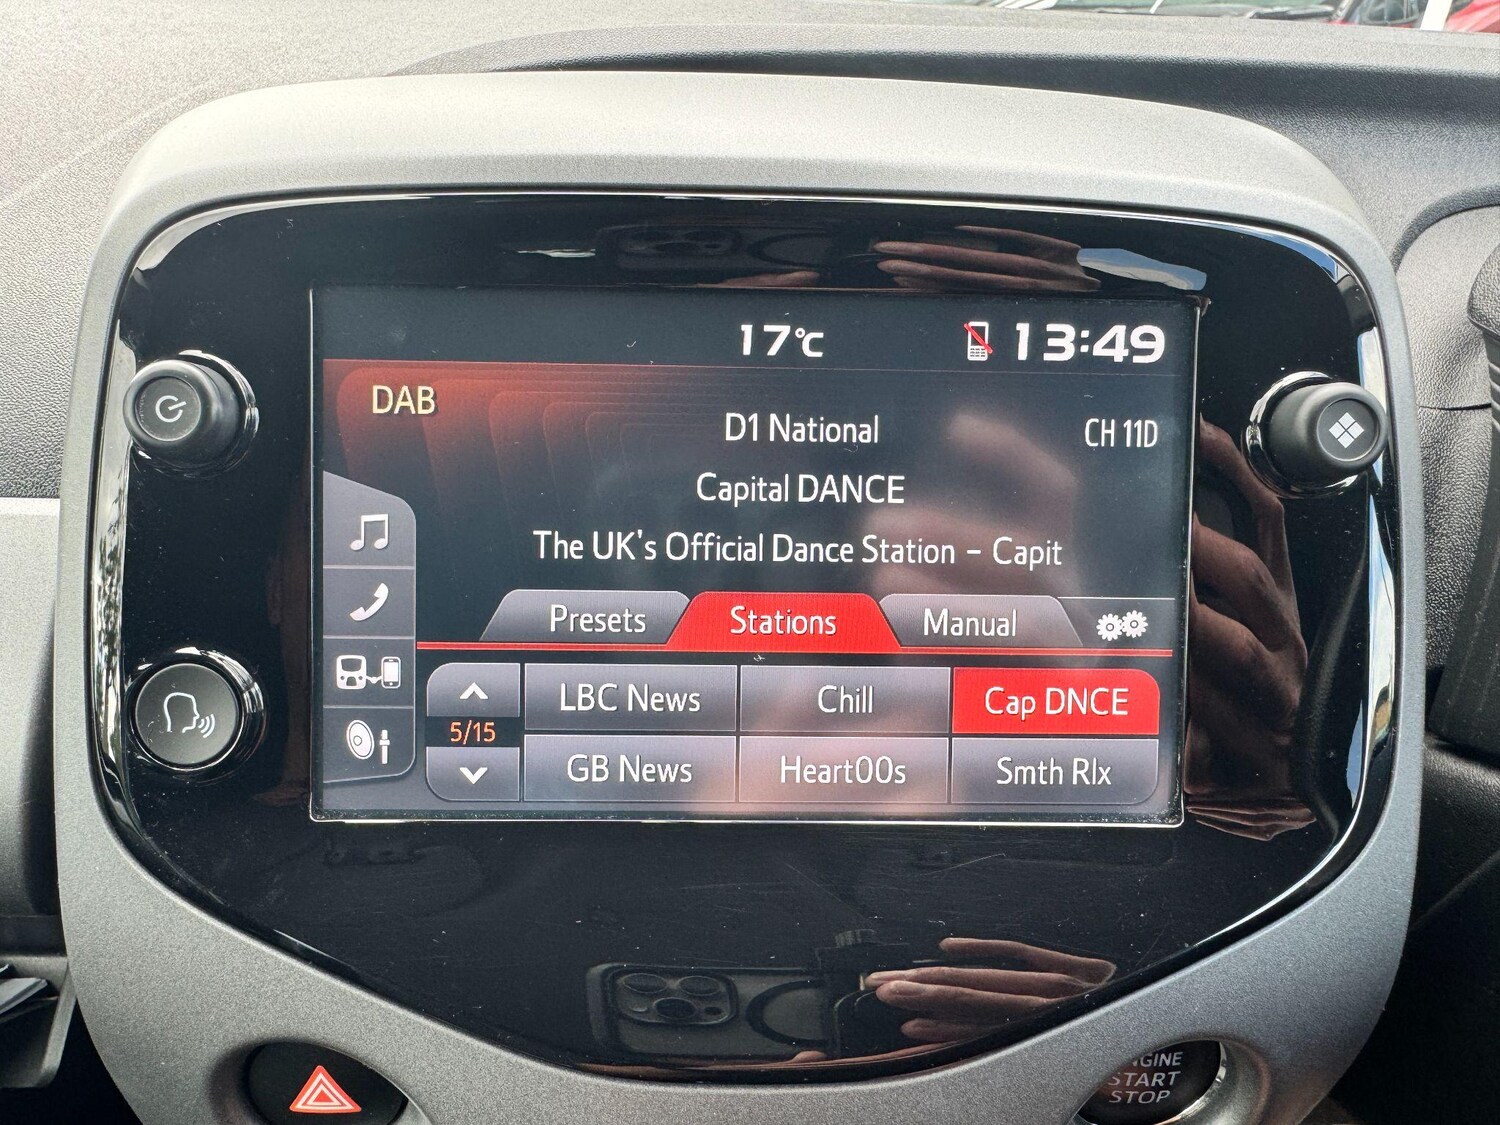 17℃ 13:49
DAB
D1 National CH 11D
Capital DANCE
The UK's Official Dance Station - Capit
Presets Stations Manual
LBC News Chill Cap DNCE
5/15
GB News Heart00s Smth Rlx
START
STOP